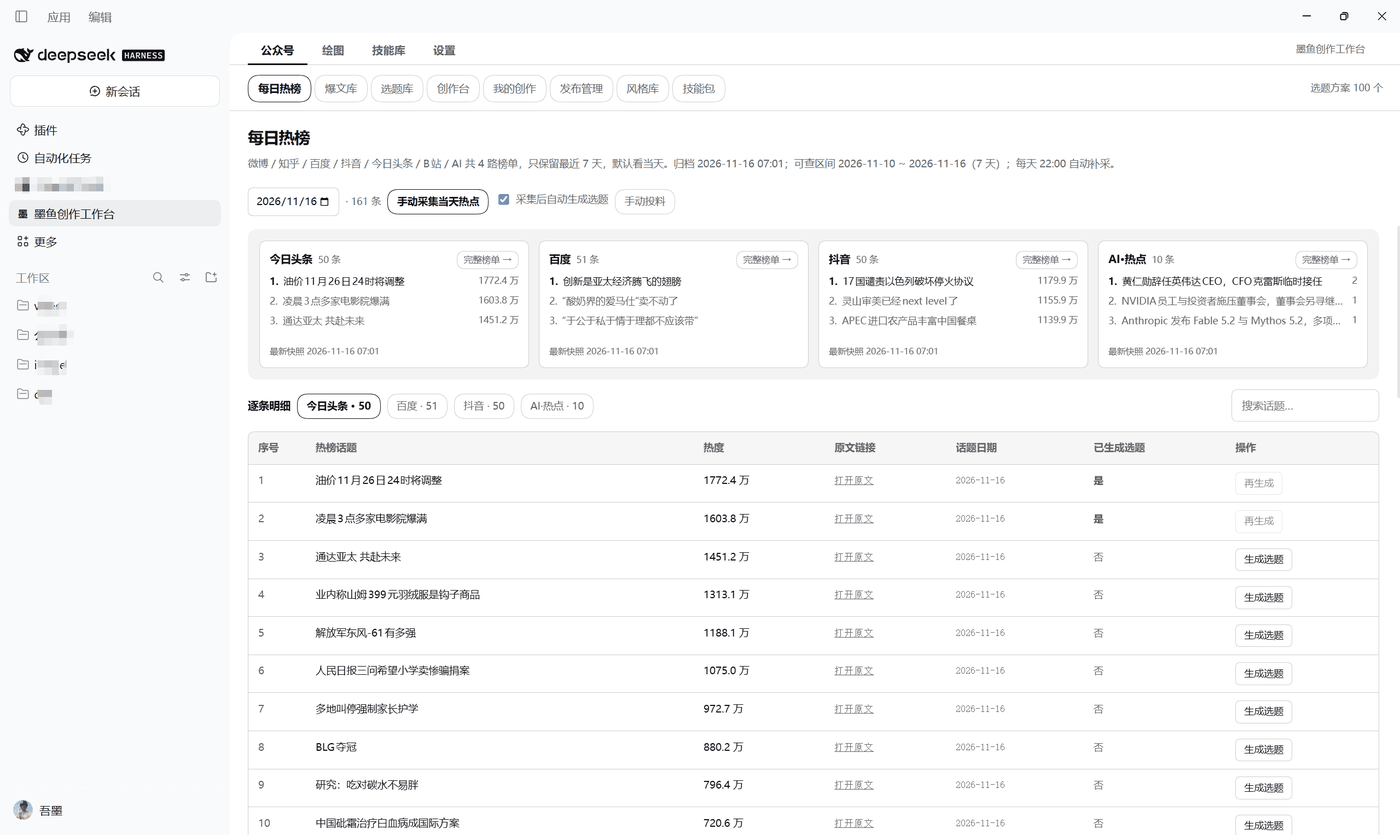 应用 编辑
deepseek HARNESS
新会话
插件
自动化任务
墨 墨鱼创作工作台
更多
工作区
吾墨
公众号 绘图 技能库 设置
墨鱼创作工作台
每日热榜 爆文库 选题库 创作台 我的创作 发布管理 风格库 技能包
选题方案 100 个
每日热榜
微博 / 知乎 / 百度 / 抖音 / 今日头条 / B站 / AI 共 4 路榜单，只保留最近 7 天，默认看当天。归档 2026-11-16 07:01；可查区间 2026-11-10 ~ 2026-11-16（7 天）；每天 22:00 自动补采。
2026/11/16 · 161 条 手动采集当天热点 采集后自动生成选题 手动投料
今日头条 50 条 完整榜单 →
1. 油价11月26日24时将调整 1772.4 万
2. 凌晨3点多家电影院爆满 1603.8 万
3. 通达亚太 共赴未来 1451.2 万
最新快照 2026-11-16 07:01
百度 51 条 完整榜单 →
1. 创新是亚太经济腾飞的翅膀
2. “酸奶界的爱马仕”卖不动了
3. “于公于私于情于理都不应该带”
最新快照 2026-11-16 07:01
抖音 50 条 完整榜单 →
1. 17国谴责以色列破坏停火协议 1179.9 万
2. 灵山审美已经next level了 1155.9 万
3. APEC进口农产品丰富中国餐桌 1139.9 万
最新快照 2026-11-16 07:01
AI·热点 10 条 完整榜单 →
1. 黄仁勋辞任英伟达CEO，CFO克雷斯临时接任 2
2. NVIDIA员工与投资者施压董事会，董事会另寻继... 1
3. Anthropic 发布 Fable 5.2 与 Mythos 5.2，多项... 1
最新快照 2026-11-16 07:01
逐条明细 今日头条 · 50 百度 · 51 抖音 · 50 AI·热点 · 10 搜索话题...
序号 热榜话题 热度 原文链接 话题日期 已生成选题 操作
1 油价11月26日24时将调整 1772.4 万 打开原文 2026-11-16 是 再生成
2 凌晨3点多家电影院爆满 1603.8 万 打开原文 2026-11-16 是 再生成
3 通达亚太 共赴未来 1451.2 万 打开原文 2026-11-16 否 生成选题
4 业内称山姆399元羽绒服是钩子商品 1313.1 万 打开原文 2026-11-16 否 生成选题
5 解放军东风-61有多强 1188.1 万 打开原文 2026-11-16 否 生成选题
6 人民日报三问希望小学卖惨骗捐案 1075.0 万 打开原文 2026-11-16 否 生成选题
7 多地叫停强制家长护学 972.7 万 打开原文 2026-11-16 否 生成选题
8 BLG夺冠 880.2 万 打开原文 2026-11-16 否 生成选题
9 研究：吃对碳水不易胖 796.4 万 打开原文 2026-11-16 否 生成选题
10 中国砒霜治疗白血病成国际方案 720.6 万 打开原文 2026-11-16 否 生成选题